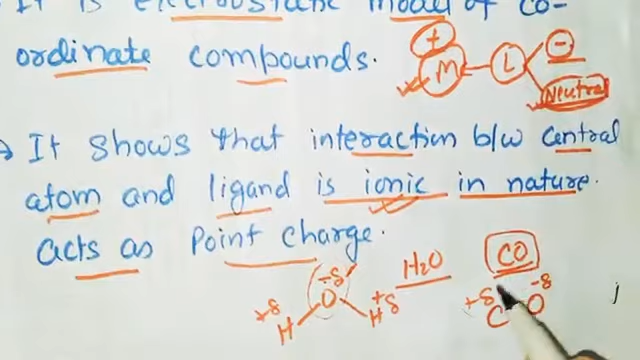 It is electrostatic model of co-
ordinate compounds.
+ M L -
Neutral
→ It shows that interaction b/w central
atom and ligand is ionic in nature.
acts as Point charge.
H2O CO
-δ +δ -δ
+δ O +δ C O
H H j